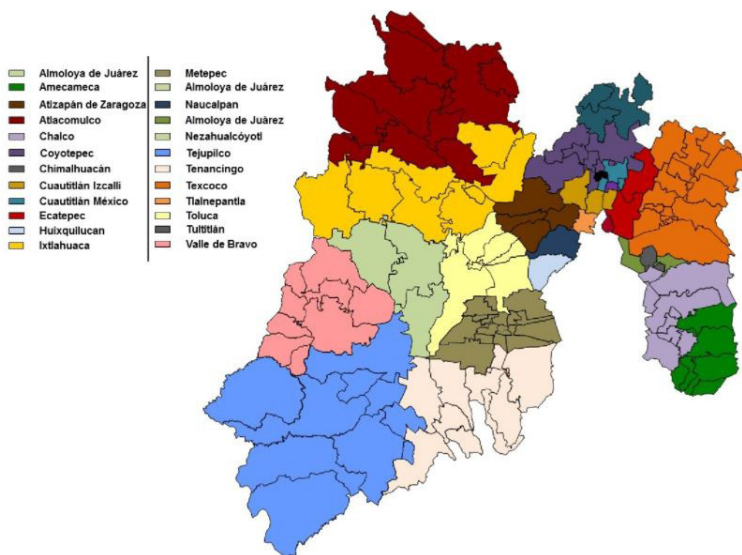 Almoloya de Juárez
Amecameca
Atizapán de Zaragoza
Atlacomulco
Chalco
Coyotepec
Chimalhuacán
Cuautitlán Izcalli
Cuautitlán México
Ecatepec
Huixquilucan
Ixtlahuaca
Metepec
Almoloya de Juárez
Naucalpan
Almoloya de Juárez
Nezahualcóyotl
Tejupilco
Tenancingo
Texcoco
Tlalnepantla
Toluca
Tultitlán
Valle de Bravo